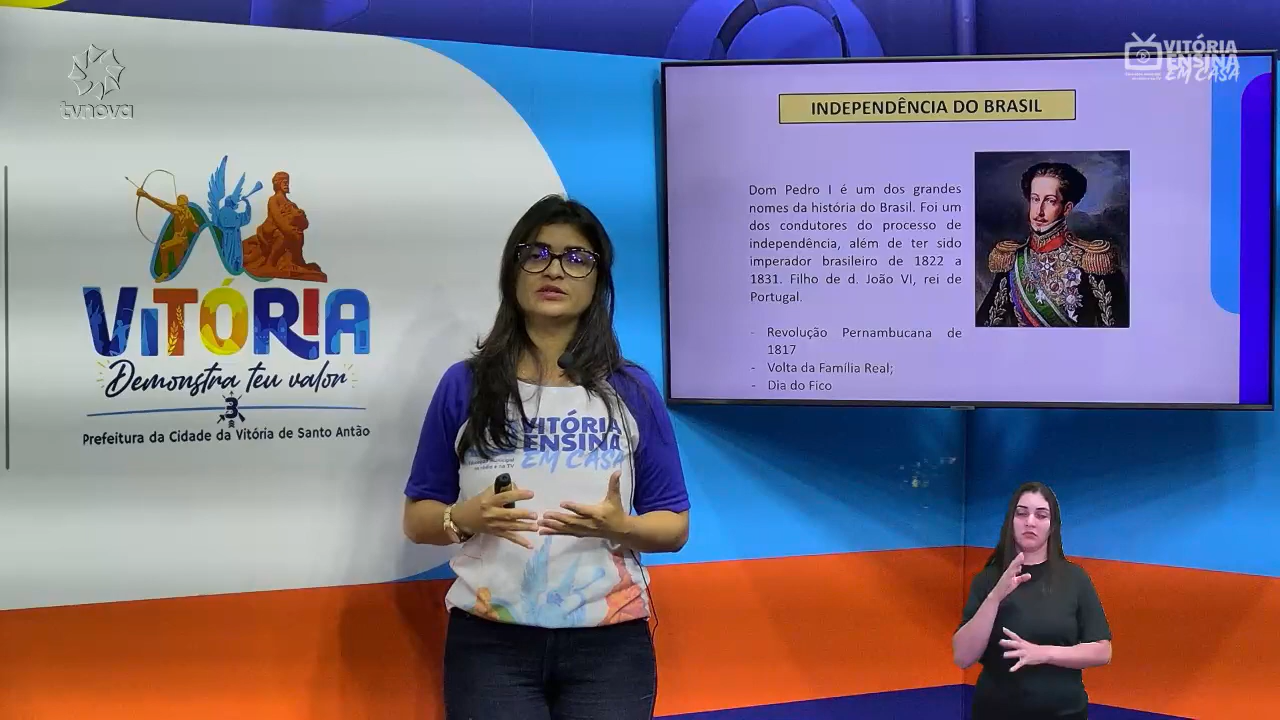 tvnova
VITÓRIA
Demonstra teu valor
3
Prefeitura da Cidade da Vitória de Santo Antão
VITÓRIA
ENSINA
EM CASA
INDEPENDÊNCIA DO BRASIL
Dom Pedro I é um dos grandes
nomes da história do Brasil. Foi um
dos condutores do processo de
independência, além de ter sido
imperador brasileiro de 1822 a
1831. Filho de d. João VI, rei de
Portugal.
- Revolução Pernambucana de
1817
- Volta da Família Real;
- Dia do Fico
VITÓRIA
ENSINA
EM CASA